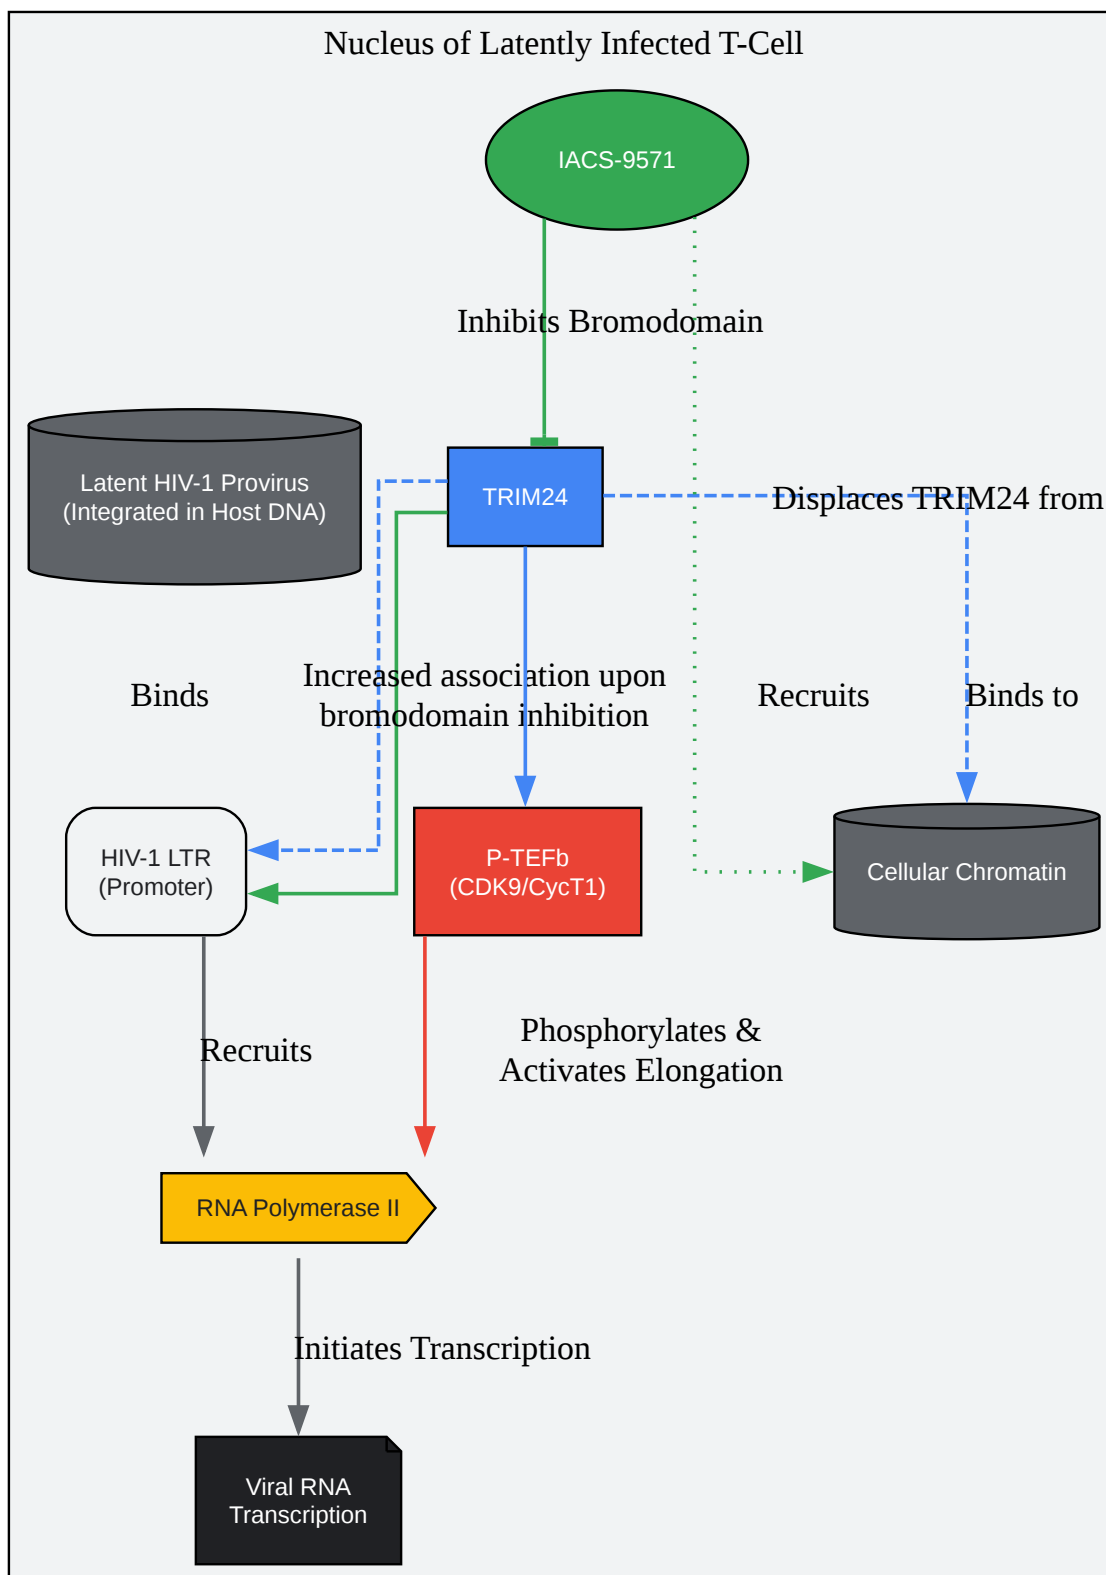 Nucleus of Latently Infected T-Cell
IACS-9571
Inhibits Bromodomain
Latent HIV-1 Provirus
(Integrated in Host DNA)
TRIM24
Displaces TRIM24 from
Binds
Increased association upon
bromodomain inhibition
Recruits
Binds to
HIV-1 LTR
(Promoter)
P-TEFb
(CDK9/CycT1)
Cellular Chromatin
Recruits
Phosphorylates &
Activates Elongation
RNA Polymerase II
Initiates Transcription
Viral RNA
Transcription